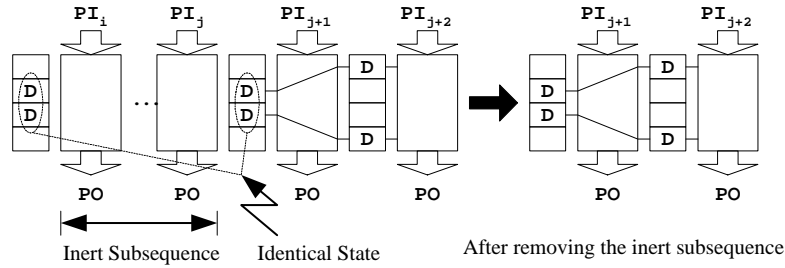 PI_i PI_j PI_j+1 PI_j+2 PI_j+1 PI_j+2
D D D D
D D ... D D D
D D
PO PO PO PO PO PO
Inert Subsequence Identical State After removing the inert subsequence